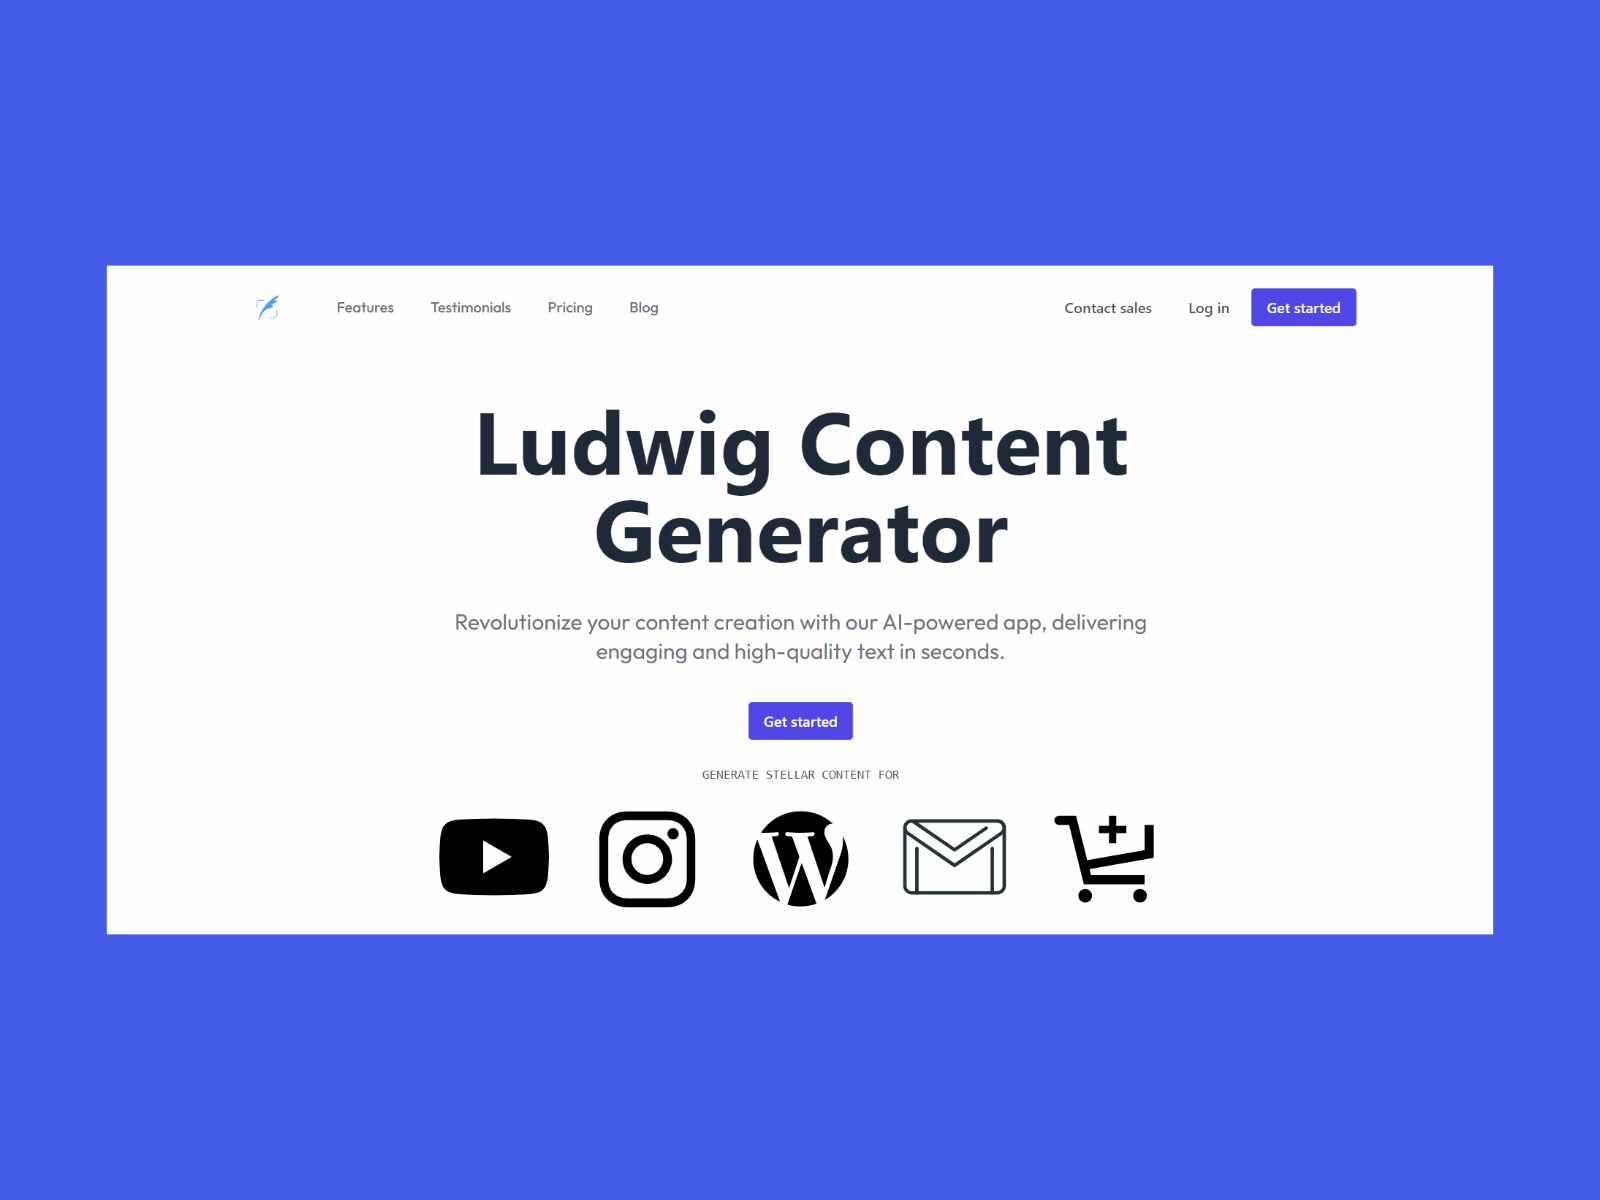 Features Testimonials Pricing Blog Contact sales Log in Get started
Ludwig Content
Generator
Revolutionize your content creation with our AI-powered app, delivering
engaging and high-quality text in seconds.
Get started
GENERATE STELLAR CONTENT FOR